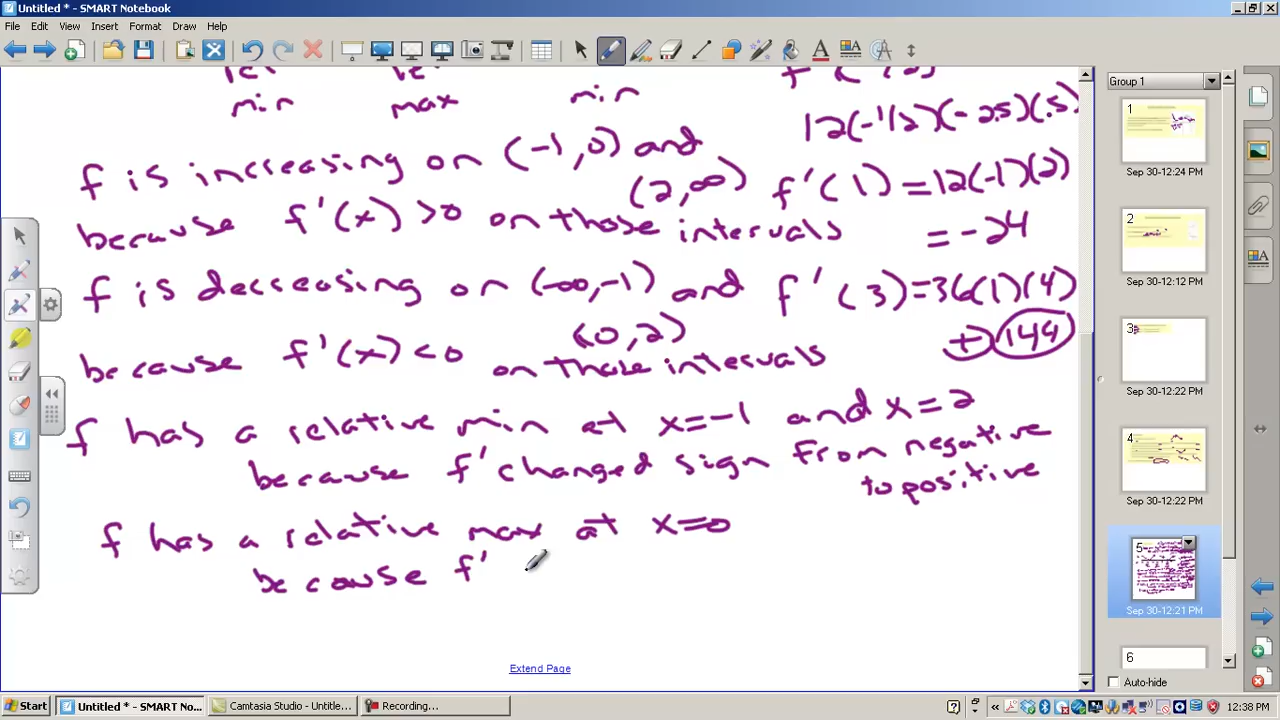 Untitled * - SMART Notebook
File Edit View Insert Format Draw Help
min max min
12(-1/2)(-2.5)(.5)
f is increasing on (-1,0) and
(2,∞) f'(1) = 12(-1)(2)
because f'(x) >0 on those intervals = -24
f is decreasing on (-∞,-1) and f'(3)=36(1)(4)
(0,2) + 144
because f'(x) <0 on those intervals
f has a relative min at x=-1 and x=2
because f' changed sign from negative
to positive
f has a relative max at x=0
because f'
Extend Page
Group 1
1
Sep 30-12:24 PM
2
Sep 30-12:12 PM
3
Sep 30-12:22 PM
4
Sep 30-12:22 PM
5
Sep 30-12:21 PM
6
Auto-hide
Start
Untitled * - SMART No...
Camtasia Studio - Untitle...
Recording...
12:38 PM